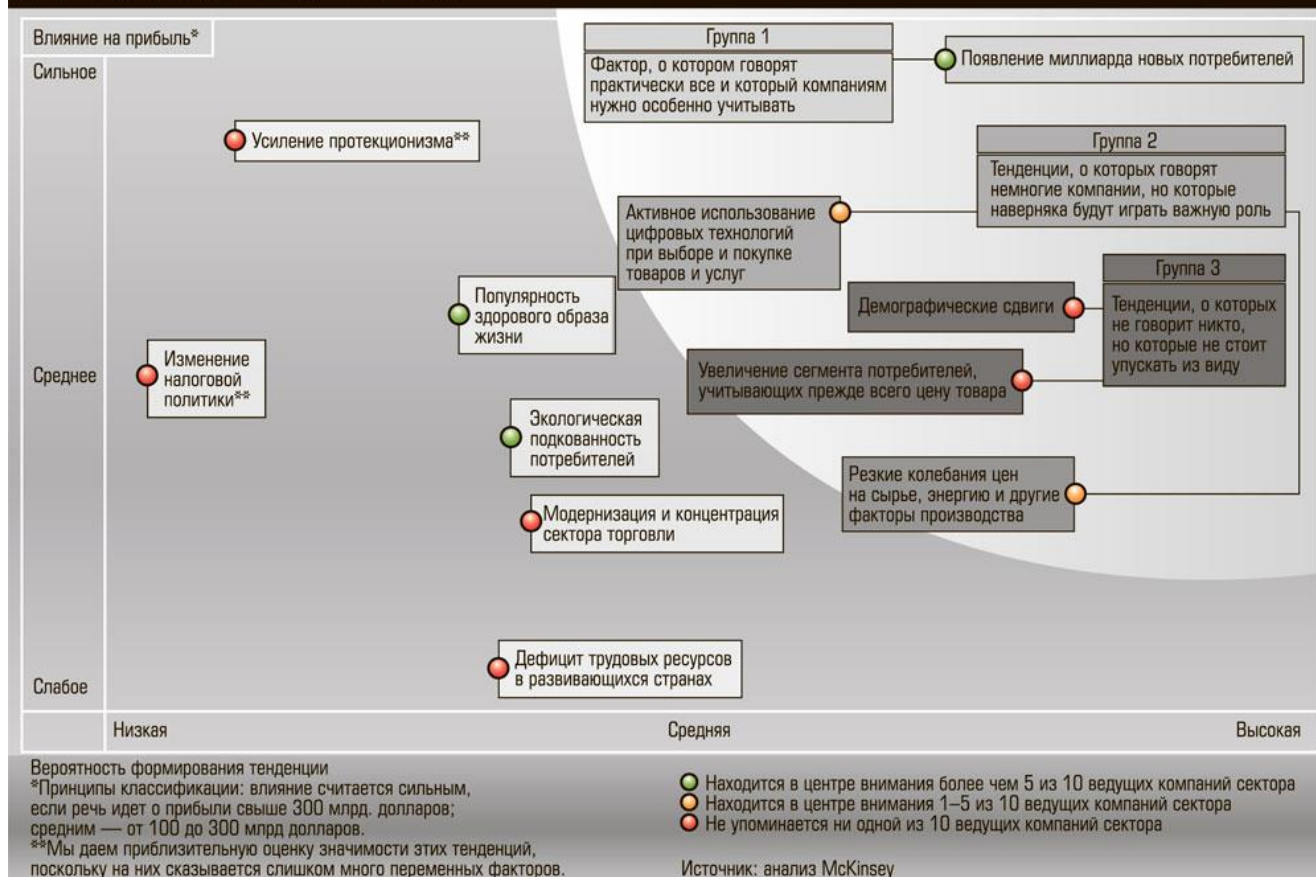 Влияние на прибыль*
Сильное
Среднее
Слабое
Группа 1
Фактор, о котором говорят
практически все и который компаниям
нужно особенно учитывать
Появление миллиарда новых потребителей
Усиление протекционизма**
Группа 2
Тенденции, о которых говорят
немногие компании, но которые
наверняка будут играть важную роль
Активное использование
цифровых технологий
при выборе и покупке
товаров и услуг
Группа 3
Тенденции, о которых
не говорит никто,
но которые не стоит
упускать из виду
Демографические сдвиги
Популярность
здорового образа
жизни
Изменение
налоговой
политики**
Увеличение сегмента потребителей,
учитывающих прежде всего цену товара
Экологическая
подкованность
потребителей
Резкие колебания цен
на сырье, энергию и другие
факторы производства
Модернизация и концентрация
сектора торговли
Дефицит трудовых ресурсов
в развивающихся странах
Низкая
Средняя
Высокая
Вероятность формирования тенденции
*Принципы классификации: влияние считается сильным,
если речь идет о прибыли свыше 300 млрд. долларов;
средним — от 100 до 300 млрд долларов.
**Мы даем приблизительную оценку значимости этих тенденций,
поскольку на них сказывается слишком много переменных факторов.
Находится в центре внимания более чем 5 из 10 ведущих компаний сектора
Находится в центре внимания 1–5 из 10 ведущих компаний сектора
Не упоминается ни одной из 10 ведущих компаний сектора
Источник: анализ McKinsey